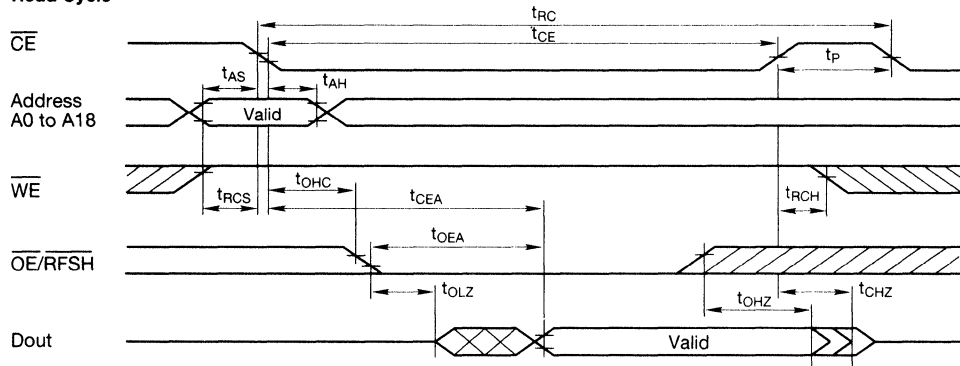 Read Cycle
tRC
CE
tCE
tP
tAS
tAH
Address
A0 to A18
Valid
WE
tOHC
tRCS
tCEA
tRCH
tOEA
OE/RFSH
tOLZ
tOHZ
tCHZ
Dout
Valid